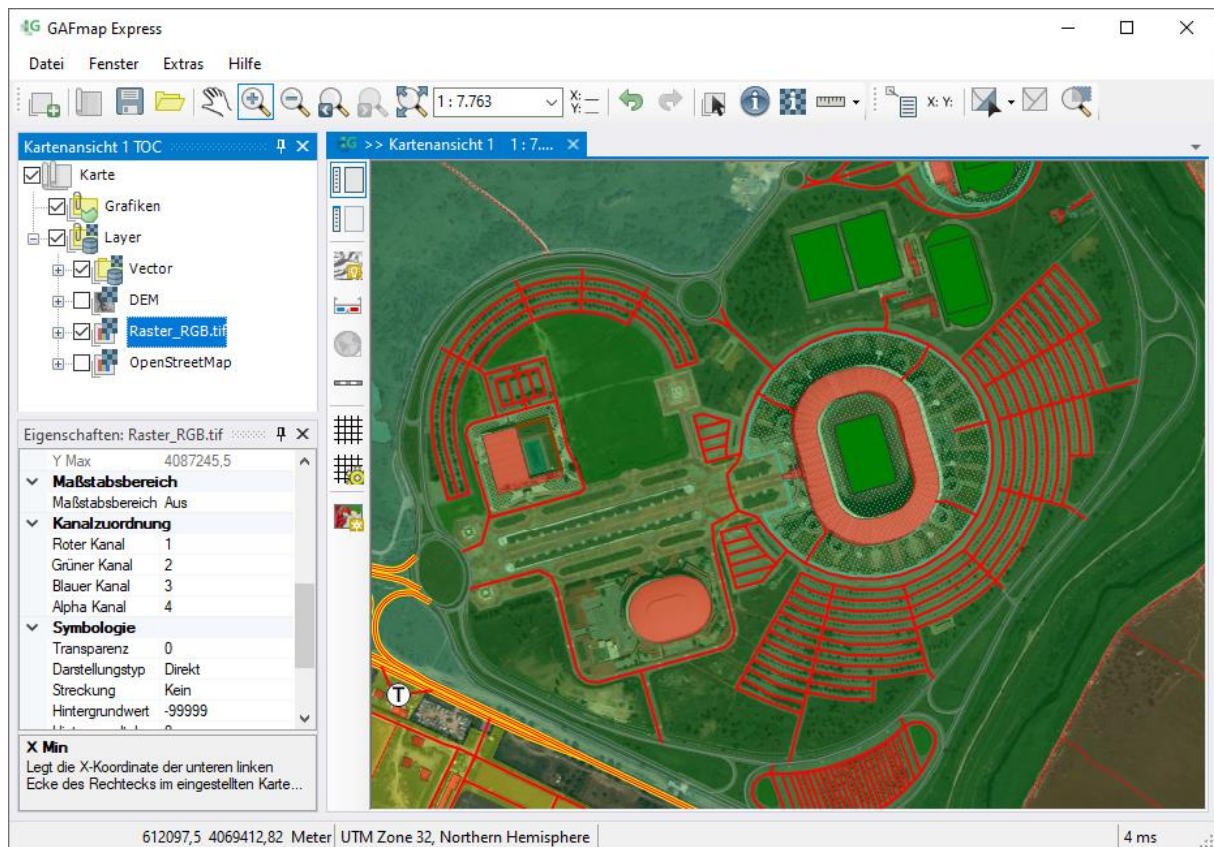 GAFmap Express
Datei Fenster Extras Hilfe
1 : 7.763 X: Y: X: Y:
Kartenansicht 1 TOC
>> Kartenansicht 1 1 : 7....
Karte
Grafiken
Layer
Vector
DEM
Raster_RGB.tif
OpenStreetMap
Eigenschaften: Raster_RGB.tif
Y Max 4087245,5
Maßstabsbereich
Maßstabsbereich Aus
Kanalzuordnung
Roter Kanal 1
Grüner Kanal 2
Blauer Kanal 3
Alpha Kanal 4
Symbologie
Transparenz 0
Darstellungstyp Direkt
Streckung Kein
Hintergrundwert -99999
X Min
Legt die X-Koordinate der unteren linken
Ecke des Rechtecks im eingestellten Karte...
T
612097,5 4069412,82 Meter UTM Zone 32, Northern Hemisphere 4 ms